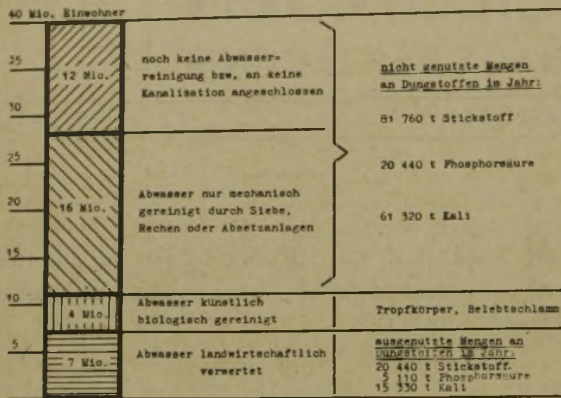 40 Mio. Einwohner
35
30
25
20
15
10
5
12 Mio.
16 Mio.
4 Mio.
7 Mio.
noch keine Abwasser=
reinigung bzw. an keine
Kanalisation angeschlossen
Abwasser nur mechanisch
gereinigt durch Siebe,
Rechen oder Absetzanlagen
Abwasser künstlich
biologisch gereinigt
Abwasser landwirtschaftlich
verwertet
nicht genutzte Mengen
an Dungstoffen im Jahr:
81 760 t Stickstoff
20 440 t Phosphorsäure
61 320 t Kali
Tropfkörper, Belebtschlamm
ausgenutzte Mengen an
Dungstoffen im Jahr:
20 440 t Stickstoff
5 110 t Phosphorsäure
15 330 t Kali